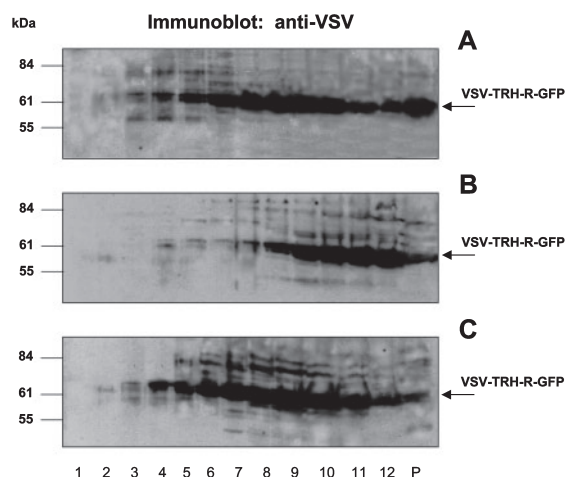 kDa
Immunoblot: anti-VSV
A
84
61
55
VSV-TRH-R-GFP
B
84
61
55
VSV-TRH-R-GFP
C
84
61
55
VSV-TRH-R-GFP
1 2 3 4 5 6 7 8 9 10 11 12 P